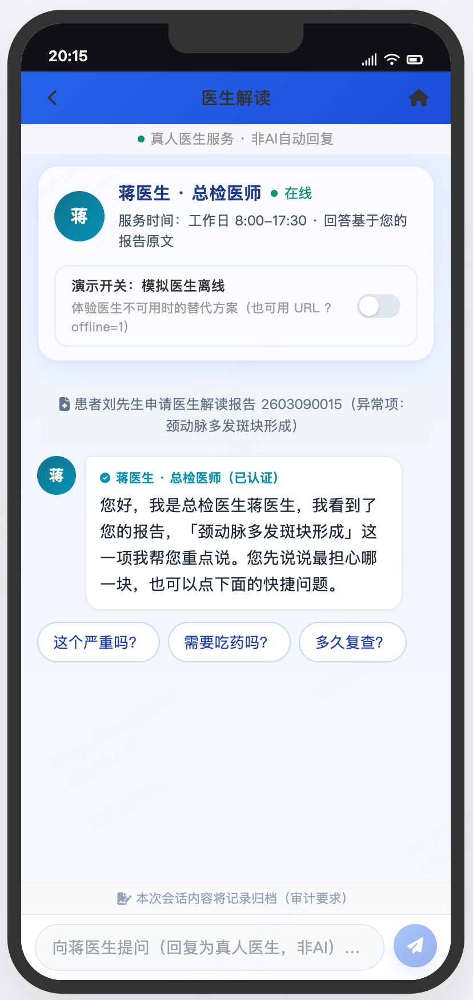 20:15
医生解读
真人医生服务 · 非AI自动回复
蒋
蒋医生 · 总检医师 在线
服务时间：工作日 8:00–17:30 · 回答基于您的
报告原文
演示开关：模拟医生离线
体验医生不可用时的替代方案（也可用 URL ?
offline=1）
患者刘先生申请医生解读报告 2603090015（异常项：
颈动脉多发斑块形成）
蒋
蒋医生 · 总检医师（已认证）
您好，我是总检医生蒋医生，我看到了
您的报告，「颈动脉多发斑块形成」这
一项我帮您重点说。您先说说最担心哪
一块，也可以点下面的快捷问题。
这个严重吗？ 需要吃药吗？ 多久复查？
本次会话内容将记录归档（审计要求）
向蒋医生提问（回复为真人医生，非AI）...